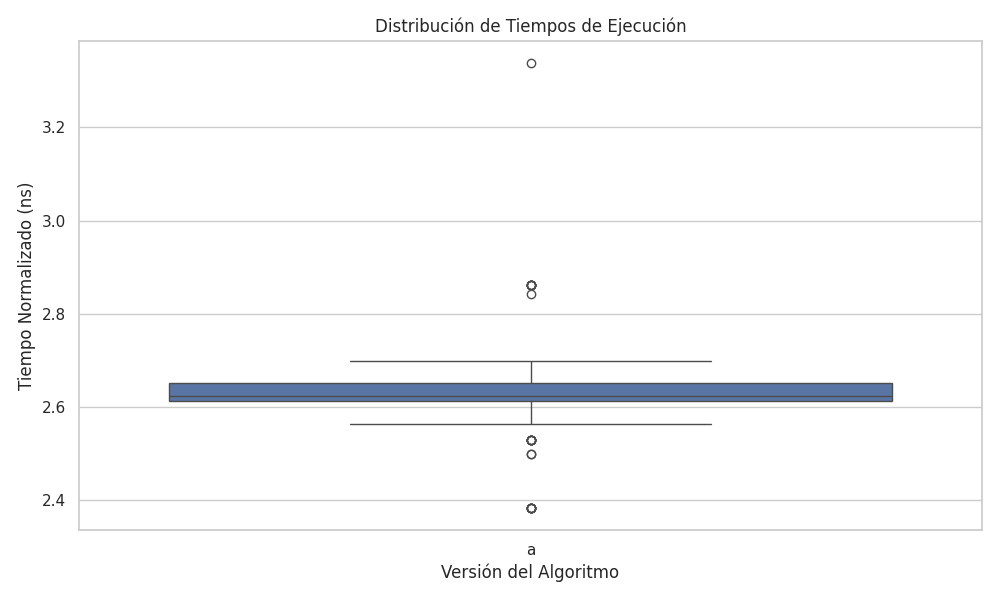 Distribución de Tiempos de Ejecución
Tiempo Normalizado (ns)
3.2
3.0
2.8
2.6
2.4
a
Versión del Algoritmo